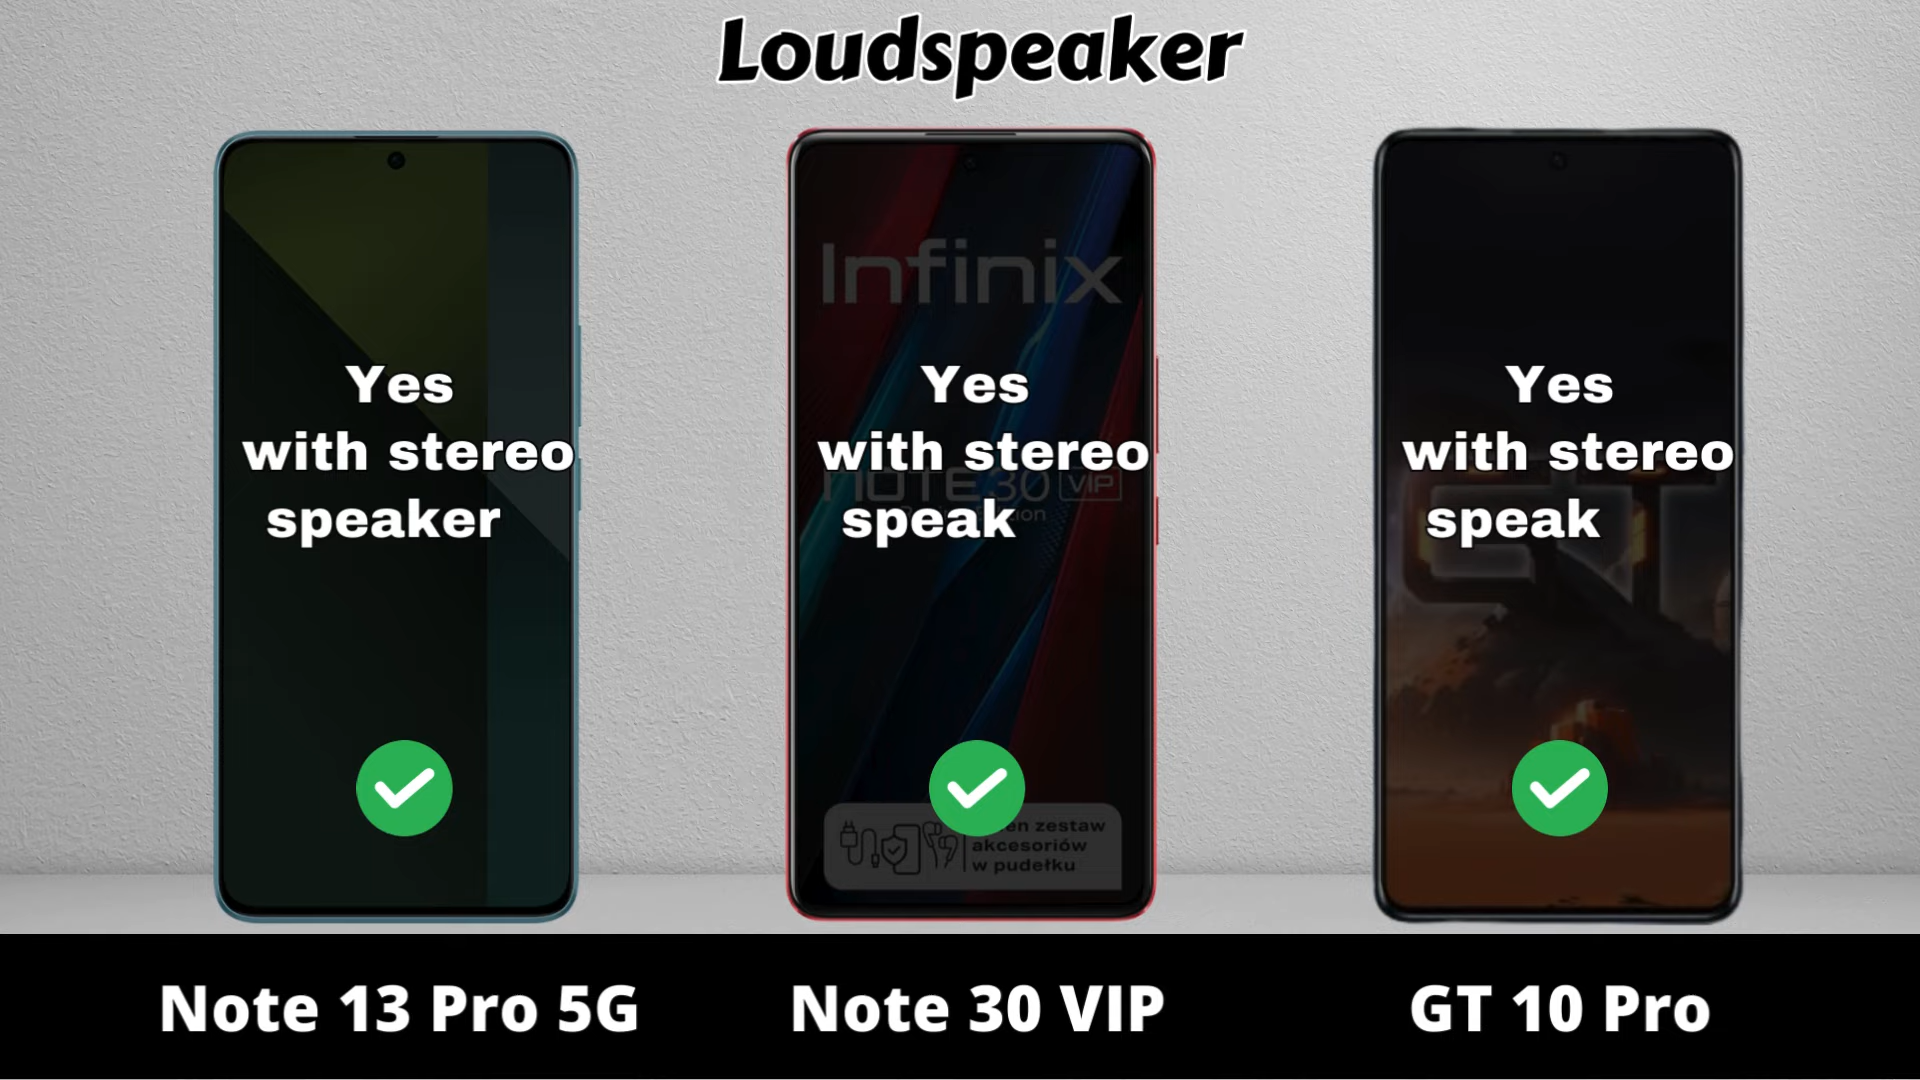 Loudspeaker
Yes
with stereo
speaker
Infinix
Yes
with stereo
NOTE 30 VIP
speak
zestaw
akcesoriów
w pudełku
Yes
with stereo
GT
speak
Note 13 Pro 5G
Note 30 VIP
GT 10 Pro